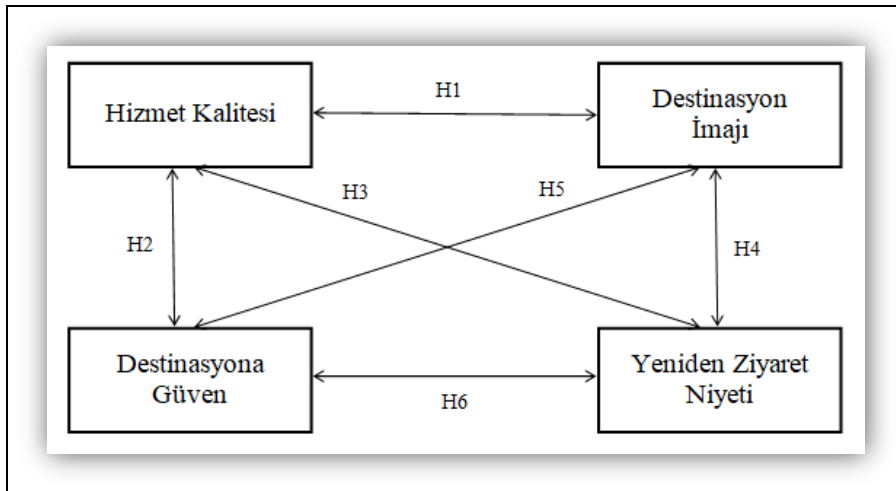 Hizmet Kalitesi
H1
Destinasyon
İmajı
H3
H5
H2
H4
Destinasyona
Güven
H6
Yeniden Ziyaret
Niyeti